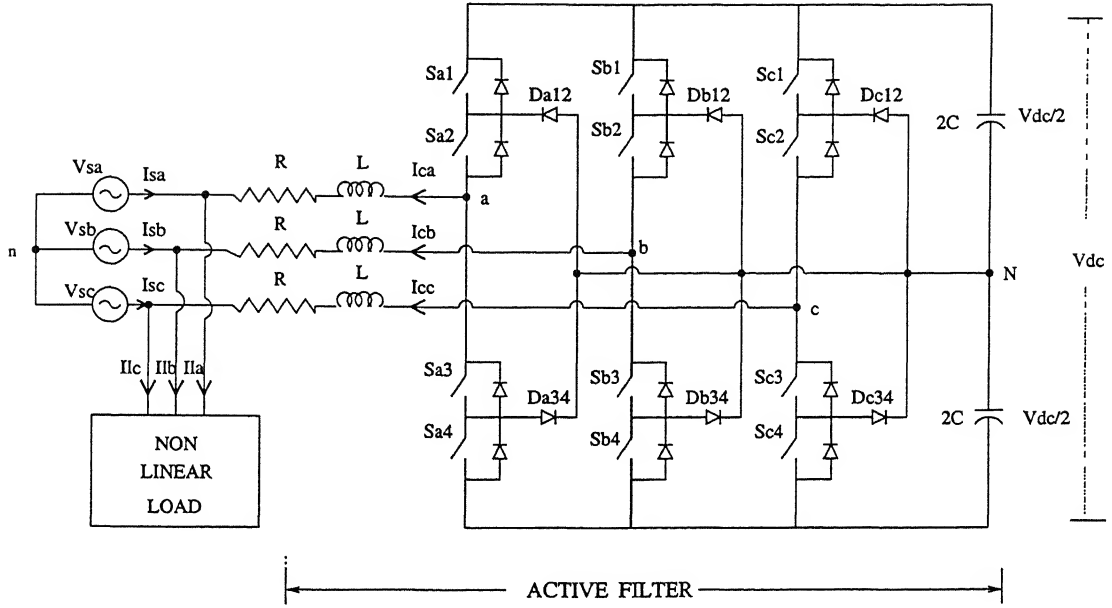 Sa1
Sb1
Sc1
Da12
Db12
Dc12
Sa2
Sb2
Sc2
2C
Vdc/2
Vsa
Isa
R
L
Ica
a
Vsb
Isb
R
L
Icb
b
n
Vsc
Isc
R
L
Icc
c
N
Vdc
Ilc
Ilb
Ila
Sa3
Sb3
Sc3
Da34
Db34
Dc34
Sa4
Sb4
Sc4
2C
Vdc/2
NON
LINEAR
LOAD
ACTIVE FILTER